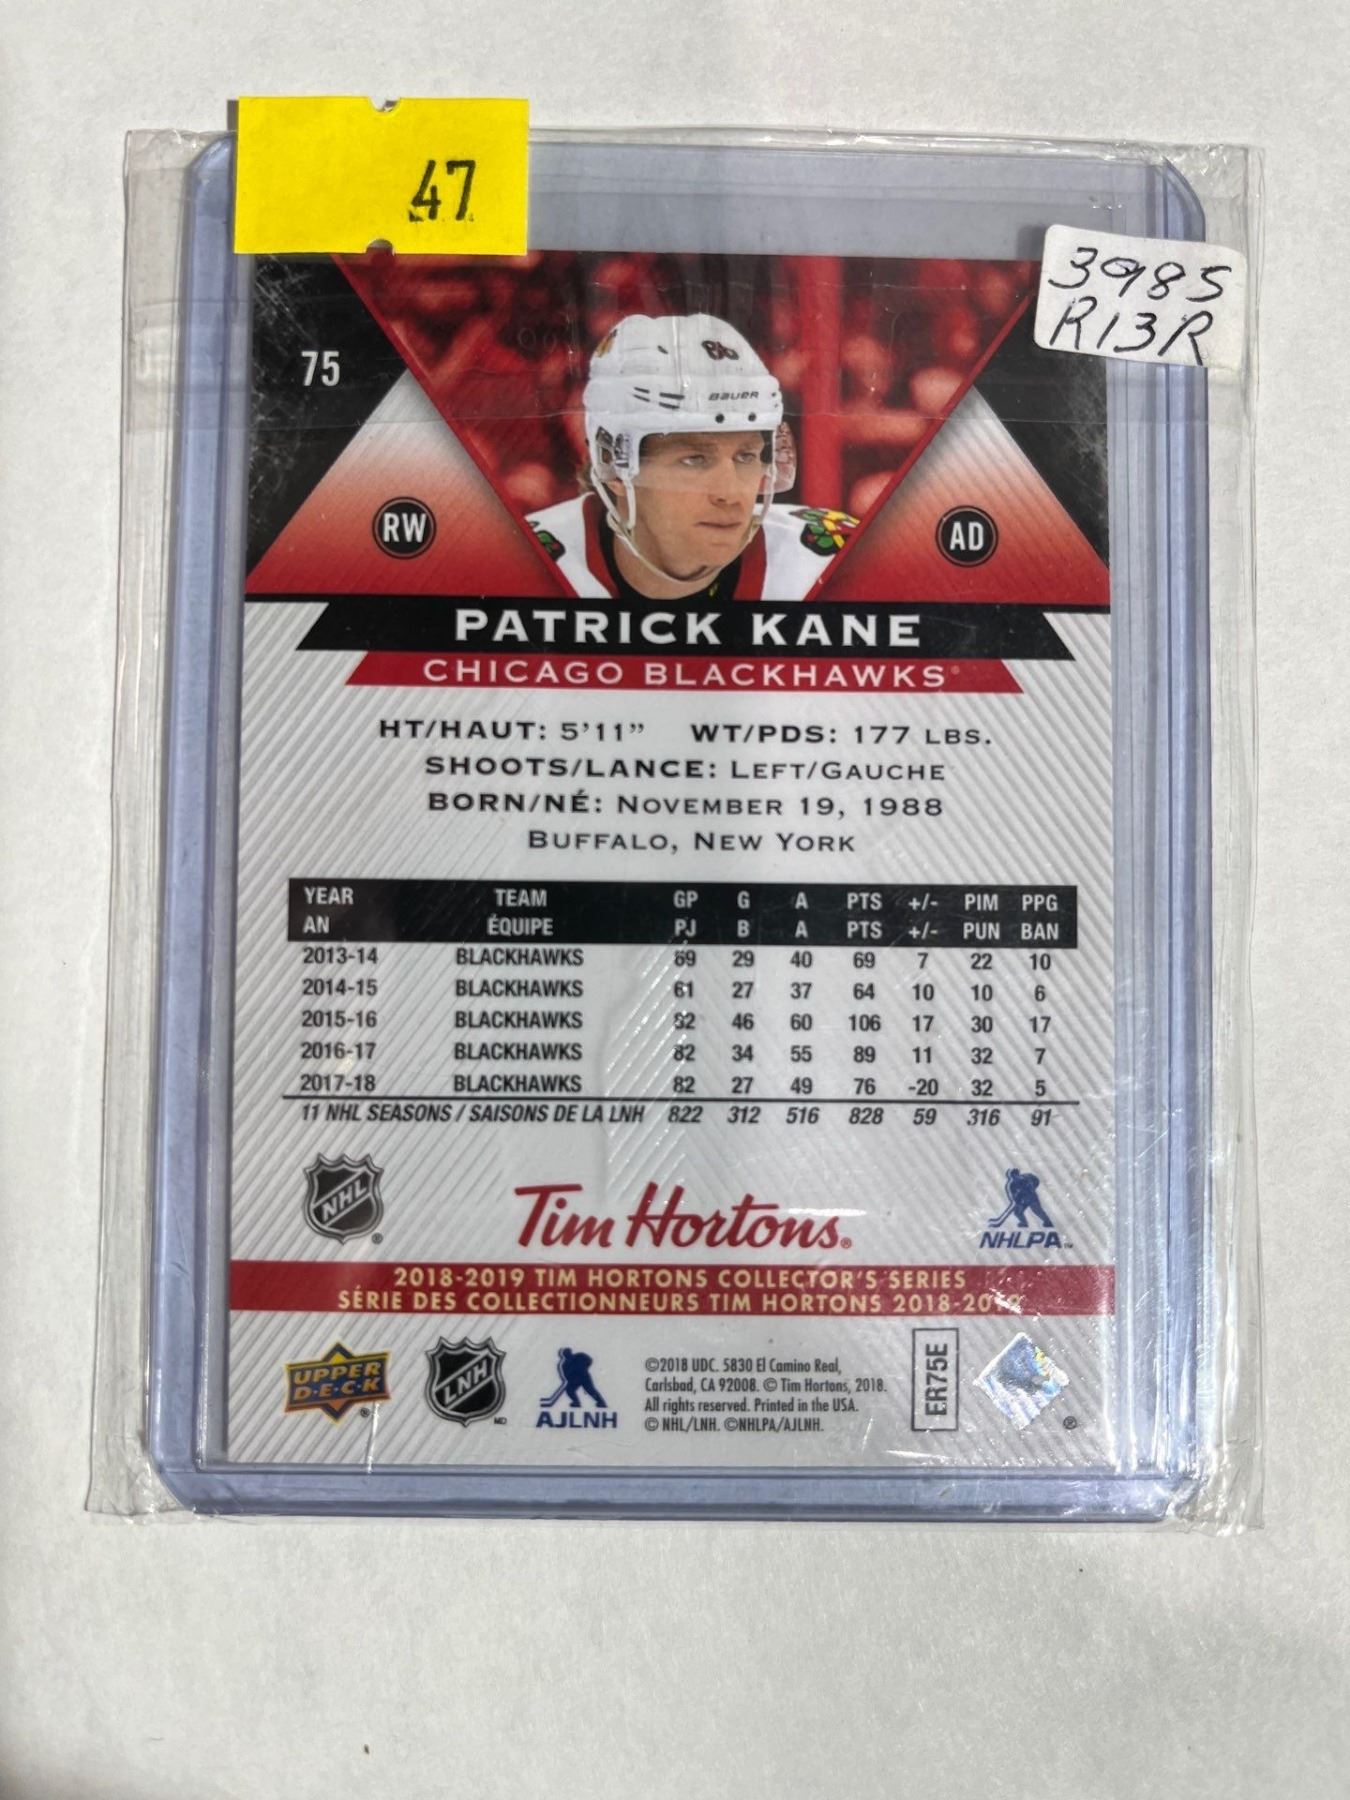 47
3985
R13R
75
86
BAUER
RW
AD
PATRICK KANE
CHICAGO BLACKHAWKS®
HT/HAUT: 5'11" WT/PDS: 177 LBS.
SHOOTS/LANCE: LEFT/GAUCHE
BORN/NÉ: NOVEMBER 19, 1988
BUFFALO, NEW YORK
YEAR TEAM GP G A PTS +/- PIM PPG
AN ÉQUIPE PJ B A PTS +/- PUN BAN
2013-14 BLACKHAWKS 69 29 40 69 7 22 10
2014-15 BLACKHAWKS 61 27 37 64 10 10 6
2015-16 BLACKHAWKS 82 46 60 106 17 30 17
2016-17 BLACKHAWKS 82 34 55 89 11 32 7
2017-18 BLACKHAWKS 82 27 49 76 -20 32 5
11 NHL SEASONS / SAISONS DE LA LNH 822 312 516 828 59 316 91
NHL ®
Tim Hortons®
NHLPA™
2018-2019 TIM HORTONS COLLECTOR'S SERIES
SÉRIE DES COLLECTIONNEURS TIM HORTONS 2018-2019
UPPER
D·E·C·K ®
LNH MD
AJLNH
©2018 UDC. 5830 El Camino Real,
Carlsbad, CA 92008. © Tim Hortons, 2018.
All rights reserved. Printed in the USA.
© NHL/LNH. ©NHLPA/AJLNH.
ER75E
®